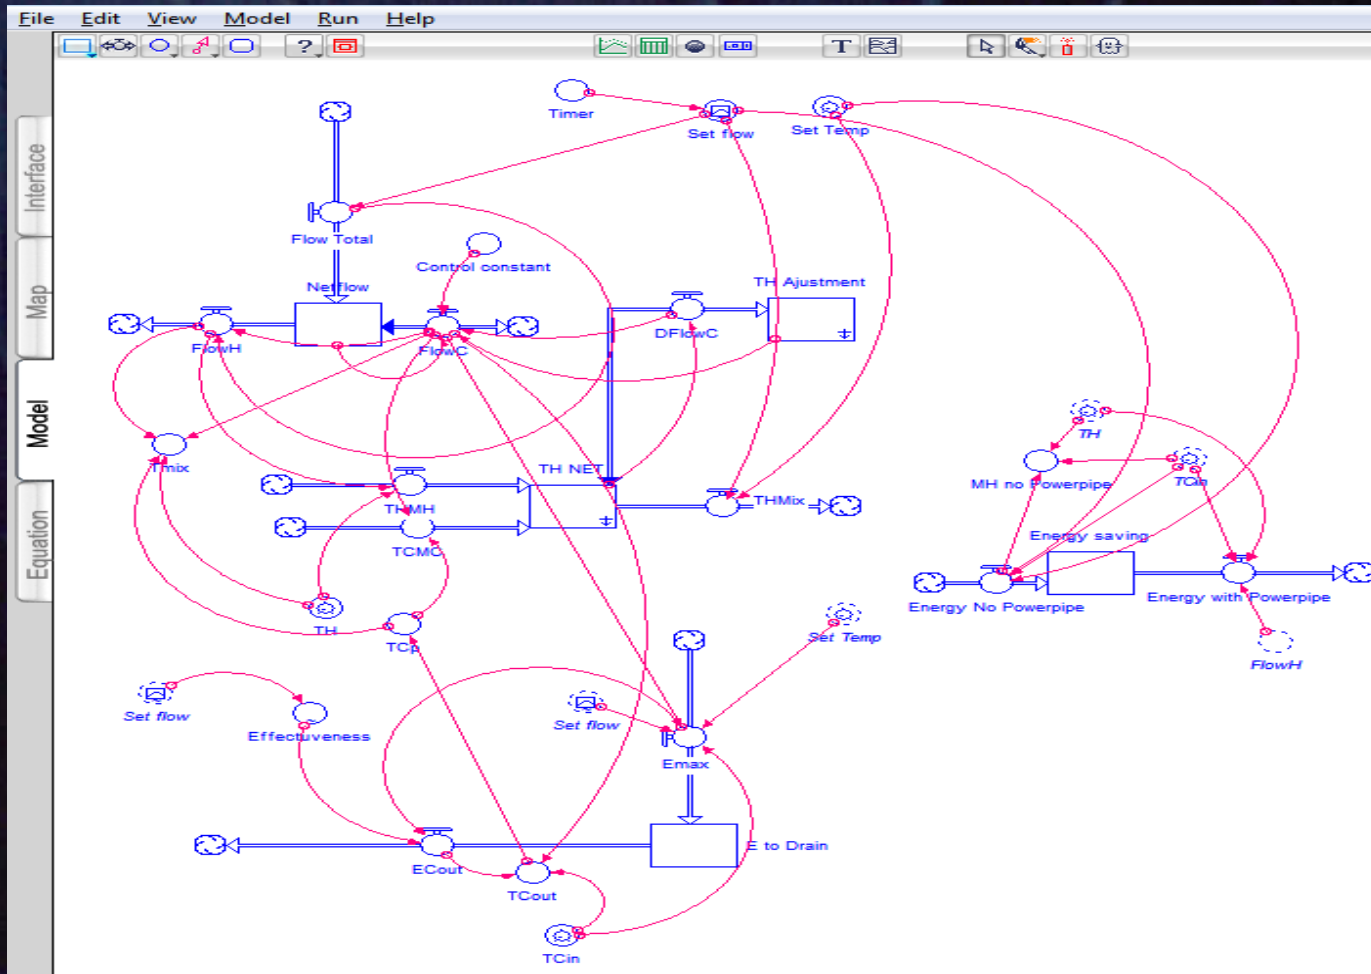 File Edit View Model Run Help
? T
Interface
Map
Model
Equation
Timer
Set flow
Set Temp
Flow Total
Control constant
Netflow
TH Ajustment
FlowH
FlowC
DFlowC
TH
Tmix
TH NET
MH no Powerpipe
TCin
THMH
THMix
TCMC
Energy saving
Energy No Powerpipe
Energy with Powerpipe
TH
TCp
Set Temp
FlowH
Set flow
Set flow
Effectuveness
Emax
E to Drain
ECout
TCout
TCin